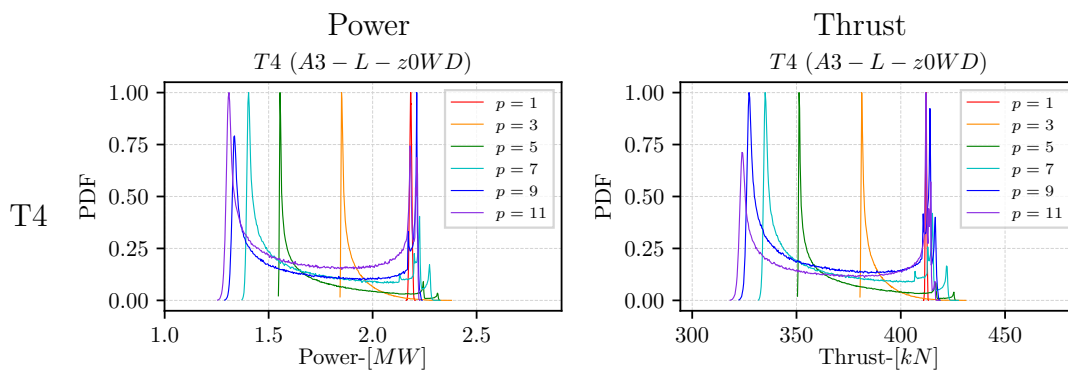 Power
Thrust
T4 (A3 − L − z0WD)
T4 (A3 − L − z0WD)
T4
PDF
1.00
0.75
0.50
0.25
0.00
1.0
1.5
2.0
2.5
Power-[MW]
p = 1
p = 3
p = 5
p = 7
p = 9
p = 11
PDF
1.00
0.75
0.50
0.25
0.00
300
350
400
450
Thrust-[kN]
p = 1
p = 3
p = 5
p = 7
p = 9
p = 11